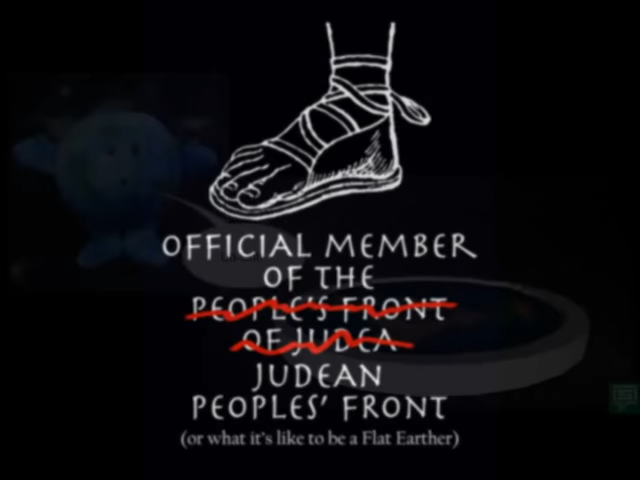 OFFICIAL MEMBER
OF THE
PEOPLE'S FRONT
OF JUDEA
JUDEAN
PEOPLES' FRONT
(or what it's like to be a Flat Earther)